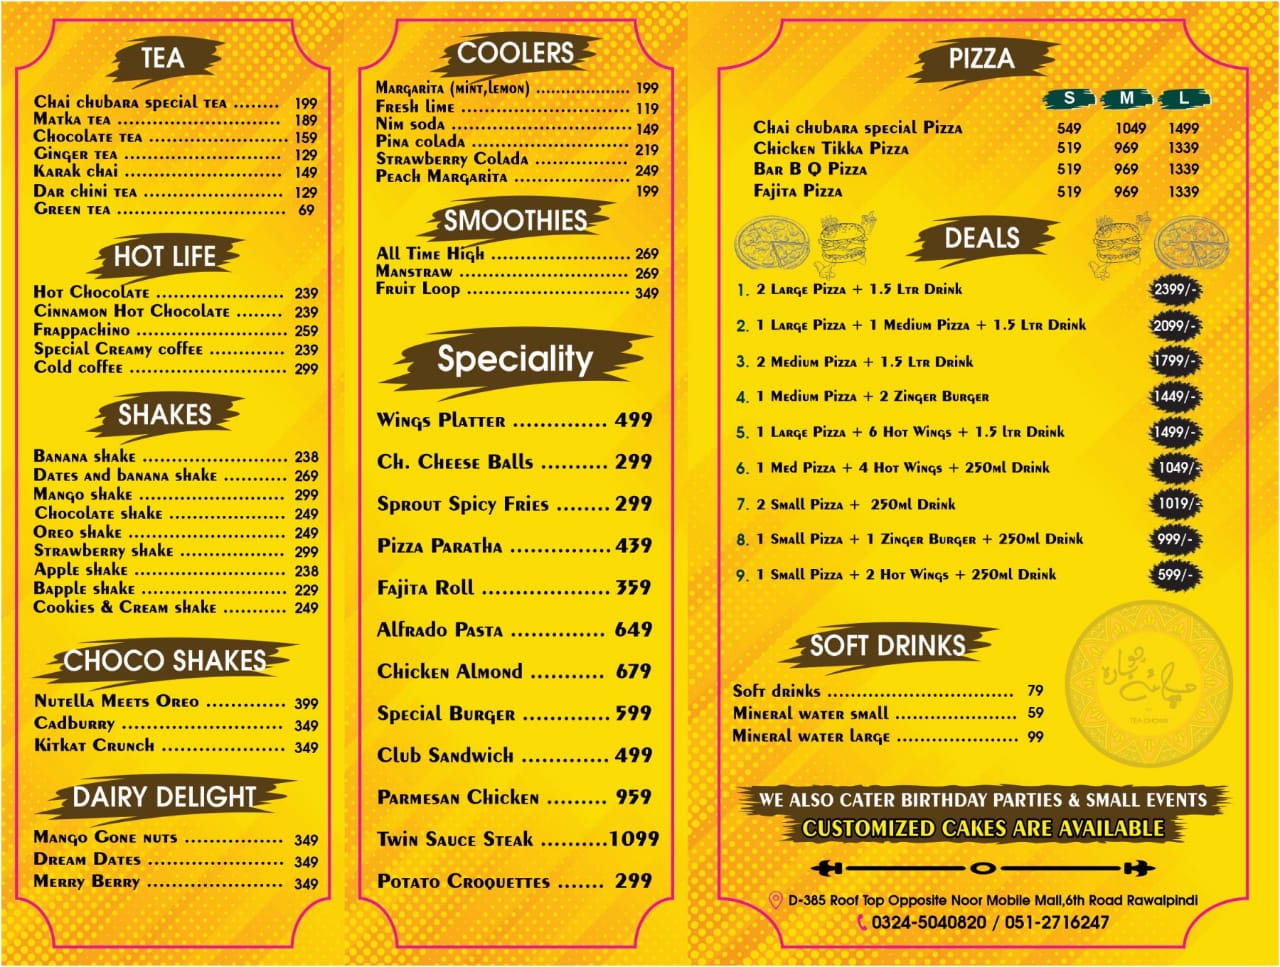 TEA
Chai chubara special tea ........ 199
Matka tea ............................ 189
Chocolate tea ........................ 159
Ginger tea ........................... 129
Karak chai ........................... 149
Dar chini tea ....................... 129
Green tea ............................ 69
HOT LIFE
Hot Chocolate ...................... 239
Cinnamon Hot Chocolate ........ 239
Frappachino .......................... 259
Special Creamy coffee ............. 239
Cold coffee ........................... 299
SHAKES
Banana shake ......................... 238
Dates and banana shake ........... 269
Mango shake ......................... 299
Chocolate shake .................... 249
Oreo shake ........................... 249
Strawberry shake .................. 299
Apple shake .......................... 238
Bapple shake ......................... 229
Cookies & Cream shake ........... 249
CHOCO SHAKES
Nutella Meets Oreo .............. 399
Cadburry ............................ 349
Kitkat Crunch ..................... 349
DAIRY DELIGHT
Mango Gone nuts ................. 349
Dream Dates ........................ 349
Merry Berry ........................ 349
COOLERS
Margarita (mint,lemon) .................... 199
Fresh lime .............................. 119
Nim soda ................................ 149
Pina colada ............................. 219
Strawberry Colada ................ 249
Peach Margarita .................... 199
SMOOTHIES
All Time High ........................ 269
Manstraw ............................. 269
Fruit Loop ............................ 349
Speciality
Wings Platter .............. 499
Ch. Cheese Balls .......... 299
Sprout Spicy Fries ........ 299
Pizza Paratha ............... 439
Fajita Roll ................... 359
Alfrado Pasta .............. 649
Chicken Almond ........... 679
Special Burger ............. 599
Club Sandwich ............. 499
Parmesan Chicken ......... 959
Twin Sauce Steak ..........1099
Potato Croquettes ....... 299
PIZZA
S M L
Chai chubara special Pizza 549 1049 1499
Chicken Tikka Pizza 519 969 1339
Bar B Q Pizza 519 969 1339
Fajita Pizza 519 969 1339
DEALS
1. 2 Large Pizza + 1.5 Ltr Drink 2399/-
2. 1 Large Pizza + 1 Medium Pizza + 1.5 Ltr Drink 2099/-
3. 2 Medium Pizza + 1.5 Ltr Drink 1799/-
4. 1 Medium Pizza + 2 Zinger Burger 1449/-
5. 1 Large Pizza + 6 Hot Wings + 1.5 ltr Drink 1499/-
6. 1 Med Pizza + 4 Hot Wings + 250ml Drink 1049/-
7. 2 Small Pizza + 250ml Drink 1019/-
8. 1 Small Pizza + 1 Zinger Burger + 250ml Drink 999/-
9. 1 Small Pizza + 2 Hot Wings + 250ml Drink 599/-
SOFT DRINKS
Soft drinks ............................... 79
Mineral water small .................... 59
Mineral water large .................... 99
چائے چوبارہ
WE ALSO CATER BIRTHDAY PARTIES & SMALL EVENTS
CUSTOMIZED CAKES ARE AVAILABLE
D-385 Roof Top Opposite Noor Mobile Mall,6th Road Rawalpindi
0324-5040820 / 051-2716247